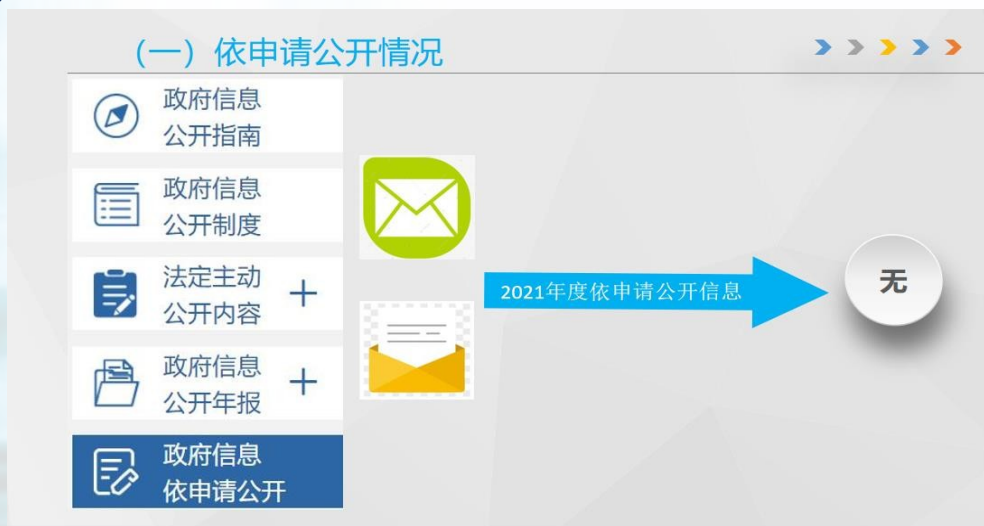 （一）依申请公开情况
政府信息
公开指南
政府信息
公开制度
法定主动
公开内容
政府信息
公开年报
政府信息
依申请公开
2021年度依申请公开信息
无